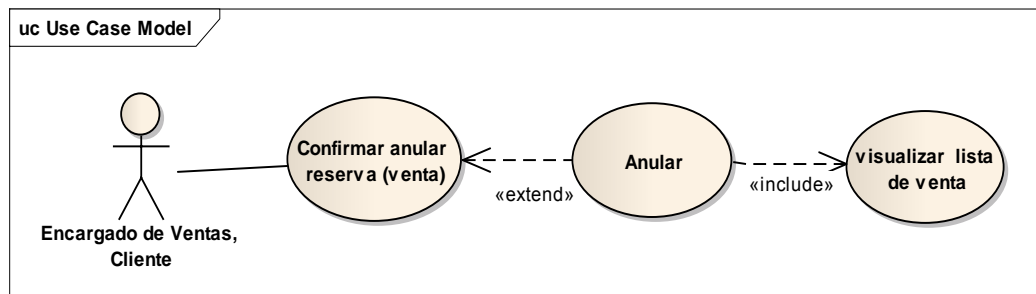 uc Use Case Model
Confirmar anular
reserva (venta)
«extend»
Anular
«include»
visualizar lista
de venta
Encargado de Ventas,
Cliente